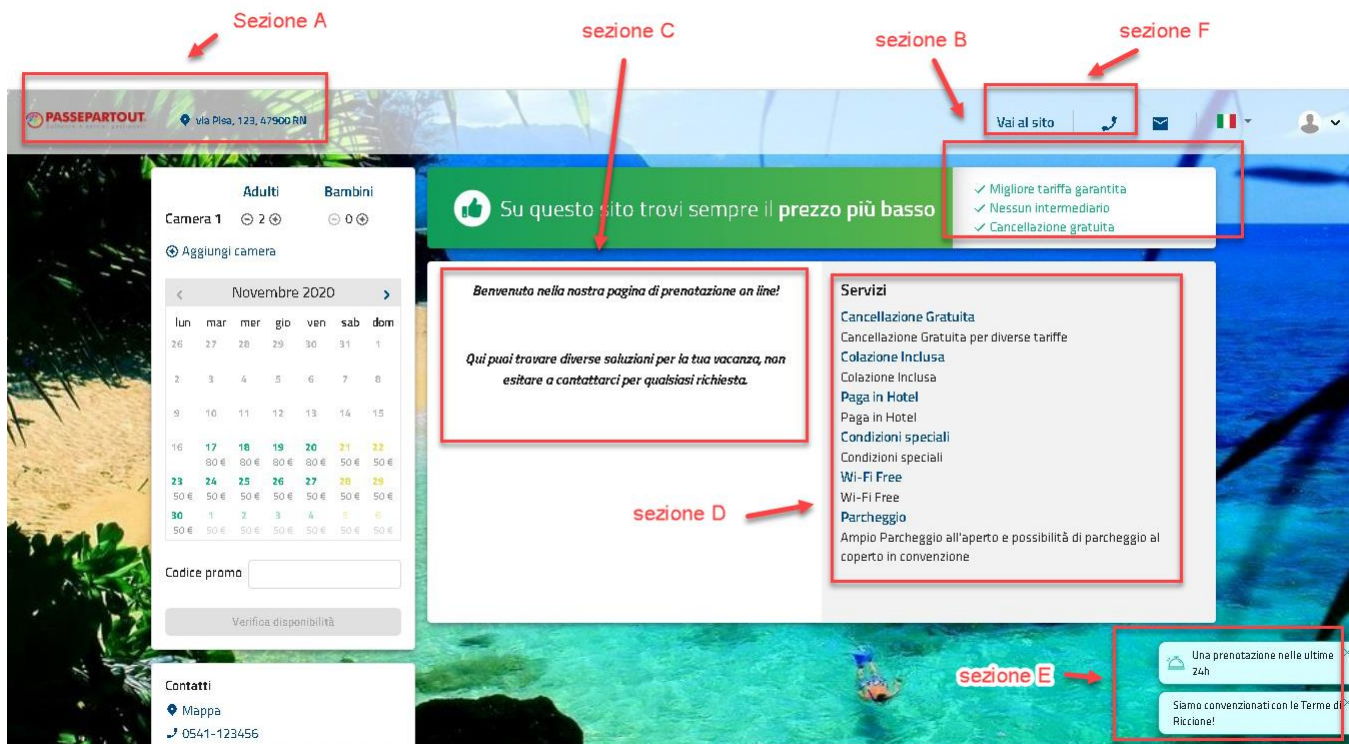 Sezione A
sezione C
sezione B
sezione F
PASSEPARTOUT
via Pisa, 123, 47900 RN
Vai al sito
Adulti Bambini
Camera 1 2 0
Aggiungi camera
Novembre 2020
lun mar mer gio ven sab dom
26 27 28 29 30 31 1
2 3 4 5 6 7 8
9 10 11 12 13 14 15
16 17 18 19 20 21 22
80 € 80 € 80 € 80 € 50 € 50 €
23 24 25 26 27 28 29
50 € 50 € 50 € 50 € 50 € 50 € 50 €
30 1 2 3 4 5 6
50 € 50 € 50 € 50 € 50 € 50 € 50 €
Codice promo
Verifica disponibilità
Contatti
Mappa
0541-123456
Su questo sito trovi sempre il prezzo più basso
Migliore tariffa garantita
Nessun intermediario
Cancellazione gratuita
Benvenuto nella nostra pagina di prenotazione on line!
Qui puoi trovare diverse soluzioni per la tua vacanza, non
esitare a contattarci per qualsiasi richiesta.
sezione D
Servizi
Cancellazione Gratuita
Cancellazione Gratuita per diverse tariffe
Colazione Inclusa
Colazione Inclusa
Paga in Hotel
Paga in Hotel
Condizioni speciali
Condizioni speciali
Wi-Fi Free
Wi-Fi Free
Parcheggio
Ampio Parcheggio all'aperto e possibilità di parcheggio al
coperto in convenzione
sezione E
Una prenotazione nelle ultime
24h
Siamo convenzionati con le Terme di
Riccione!